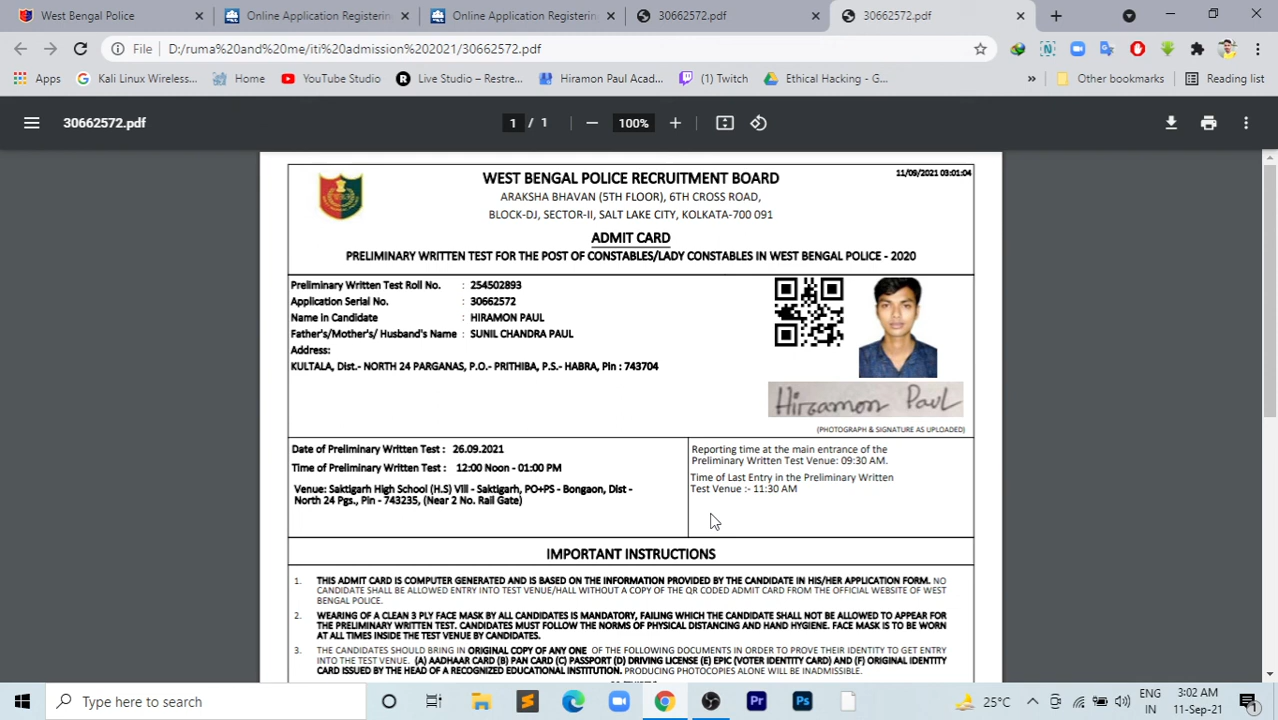 West Bengal Police
Online Application Registerin
Online Application Registerin
30662572.pdf
30662572.pdf
File
D:/ruma%20and%20me/iti%20admission%202021/30662572.pdf
Apps
Kali Linux Wireless...
Home
YouTube Studio
Live Studio – Restre...
Hiramon Paul Acad...
(1) Twitch
Ethical Hacking - G...
»
Other bookmarks
Reading list
30662572.pdf
1 / 1
100%
11/09/2021 03:01:04
WEST BENGAL POLICE RECRUITMENT BOARD
ARAKSHA BHAVAN (5TH FLOOR), 6TH CROSS ROAD,
BLOCK-DJ, SECTOR-II, SALT LAKE CITY, KOLKATA-700 091
ADMIT CARD
PRELIMINARY WRITTEN TEST FOR THE POST OF CONSTABLES/LADY CONSTABLES IN WEST BENGAL POLICE - 2020
Preliminary Written Test Roll No. : 254502893
Application Serial No. : 30662572
Name in Candidate : HIRAMON PAUL
Father's/Mother's/ Husband's Name : SUNIL CHANDRA PAUL
Address:
KULTALA, Dist.- NORTH 24 PARGANAS, P.O.- PRITHIBA, P.S.- HABRA, Pin : 743704
Hiramon Paul
(PHOTOGRAPH & SIGNATURE AS UPLOADED)
Date of Preliminary Written Test : 26.09.2021
Time of Preliminary Written Test : 12:00 Noon - 01:00 PM
Venue: Saktigarh High School (H.S) VIII - Saktigarh, PO+PS - Bongaon, Dist -
North 24 Pgs., Pin - 743235, (Near 2 No. Rail Gate)
Reporting time at the main entrance of the
Preliminary Written Test Venue: 09:30 AM.
Time of Last Entry in the Preliminary Written
Test Venue :- 11:30 AM
IMPORTANT INSTRUCTIONS
1. THIS ADMIT CARD IS COMPUTER GENERATED AND IS BASED ON THE INFORMATION PROVIDED BY THE CANDIDATE IN HIS/HER APPLICATION FORM. NO
CANDIDATE SHALL BE ALLOWED ENTRY INTO TEST VENUE/HALL WITHOUT A COPY OF THE QR CODED ADMIT CARD FROM THE OFFICIAL WEBSITE OF WEST
BENGAL POLICE.
2. WEARING OF A CLEAN 3 PLY FACE MASK BY ALL CANDIDATES IS MANDATORY, FAILING WHICH THE CANDIDATE SHALL NOT BE ALLOWED TO APPEAR FOR
THE PRELIMINARY WRITTEN TEST. CANDIDATES MUST FOLLOW THE NORMS OF PHYSICAL DISTANCING AND HAND HYGIENE. FACE MASK IS TO BE WORN
AT ALL TIMES INSIDE THE TEST VENUE BY CANDIDATES.
3. THE CANDIDATES SHOULD BRING IN ORIGINAL COPY OF ANY ONE OF THE FOLLOWING DOCUMENTS IN ORDER TO PROVE THEIR IDENTITY TO GET ENTRY
INTO THE TEST VENUE. (A) AADHAAR CARD (B) PAN CARD (C) PASSPORT (D) DRIVING LICENSE (E) EPIC (VOTER IDENTITY CARD) AND (F) ORIGINAL IDENTITY
CARD ISSUED BY THE HEAD OF A RECOGNIZED EDUCATIONAL INSTITUTION. PRODUCING PHOTOCOPIES ALONE WILL BE INADMISSIBLE.
Type here to search
Pr
Ps
25°C
ENG
IN
3:02 AM
11-Sep-21
1